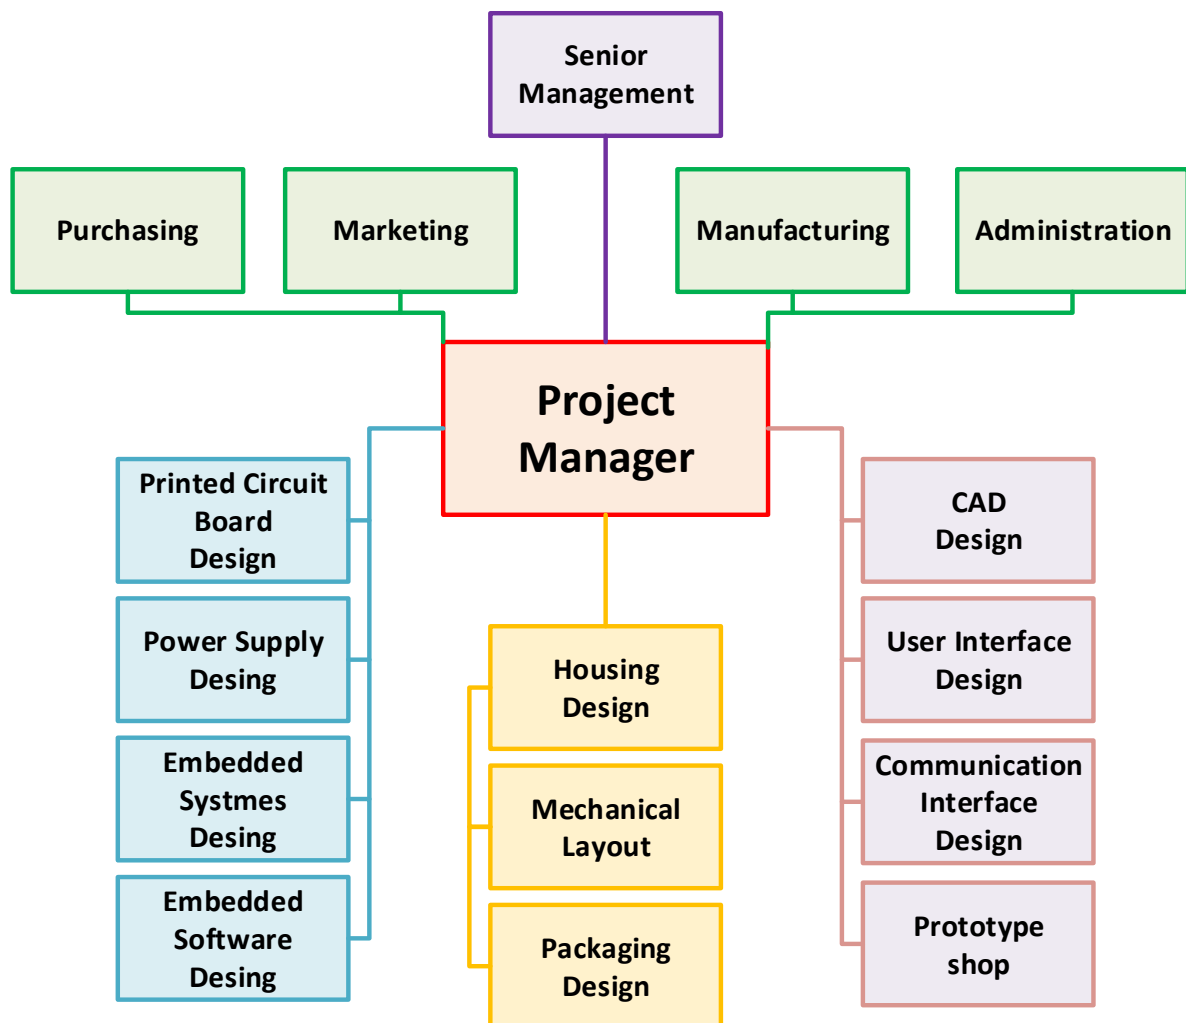 Senior
Management
Purchasing
Marketing
Manufacturing
Administration
Project
Manager
Printed Circuit
Board
Design
Power Supply
Desing
Embedded
Systmes
Desing
Embedded
Software
Desing
Housing
Design
Mechanical
Layout
Packaging
Design
CAD
Design
User Interface
Design
Communication
Interface
Design
Prototype
shop